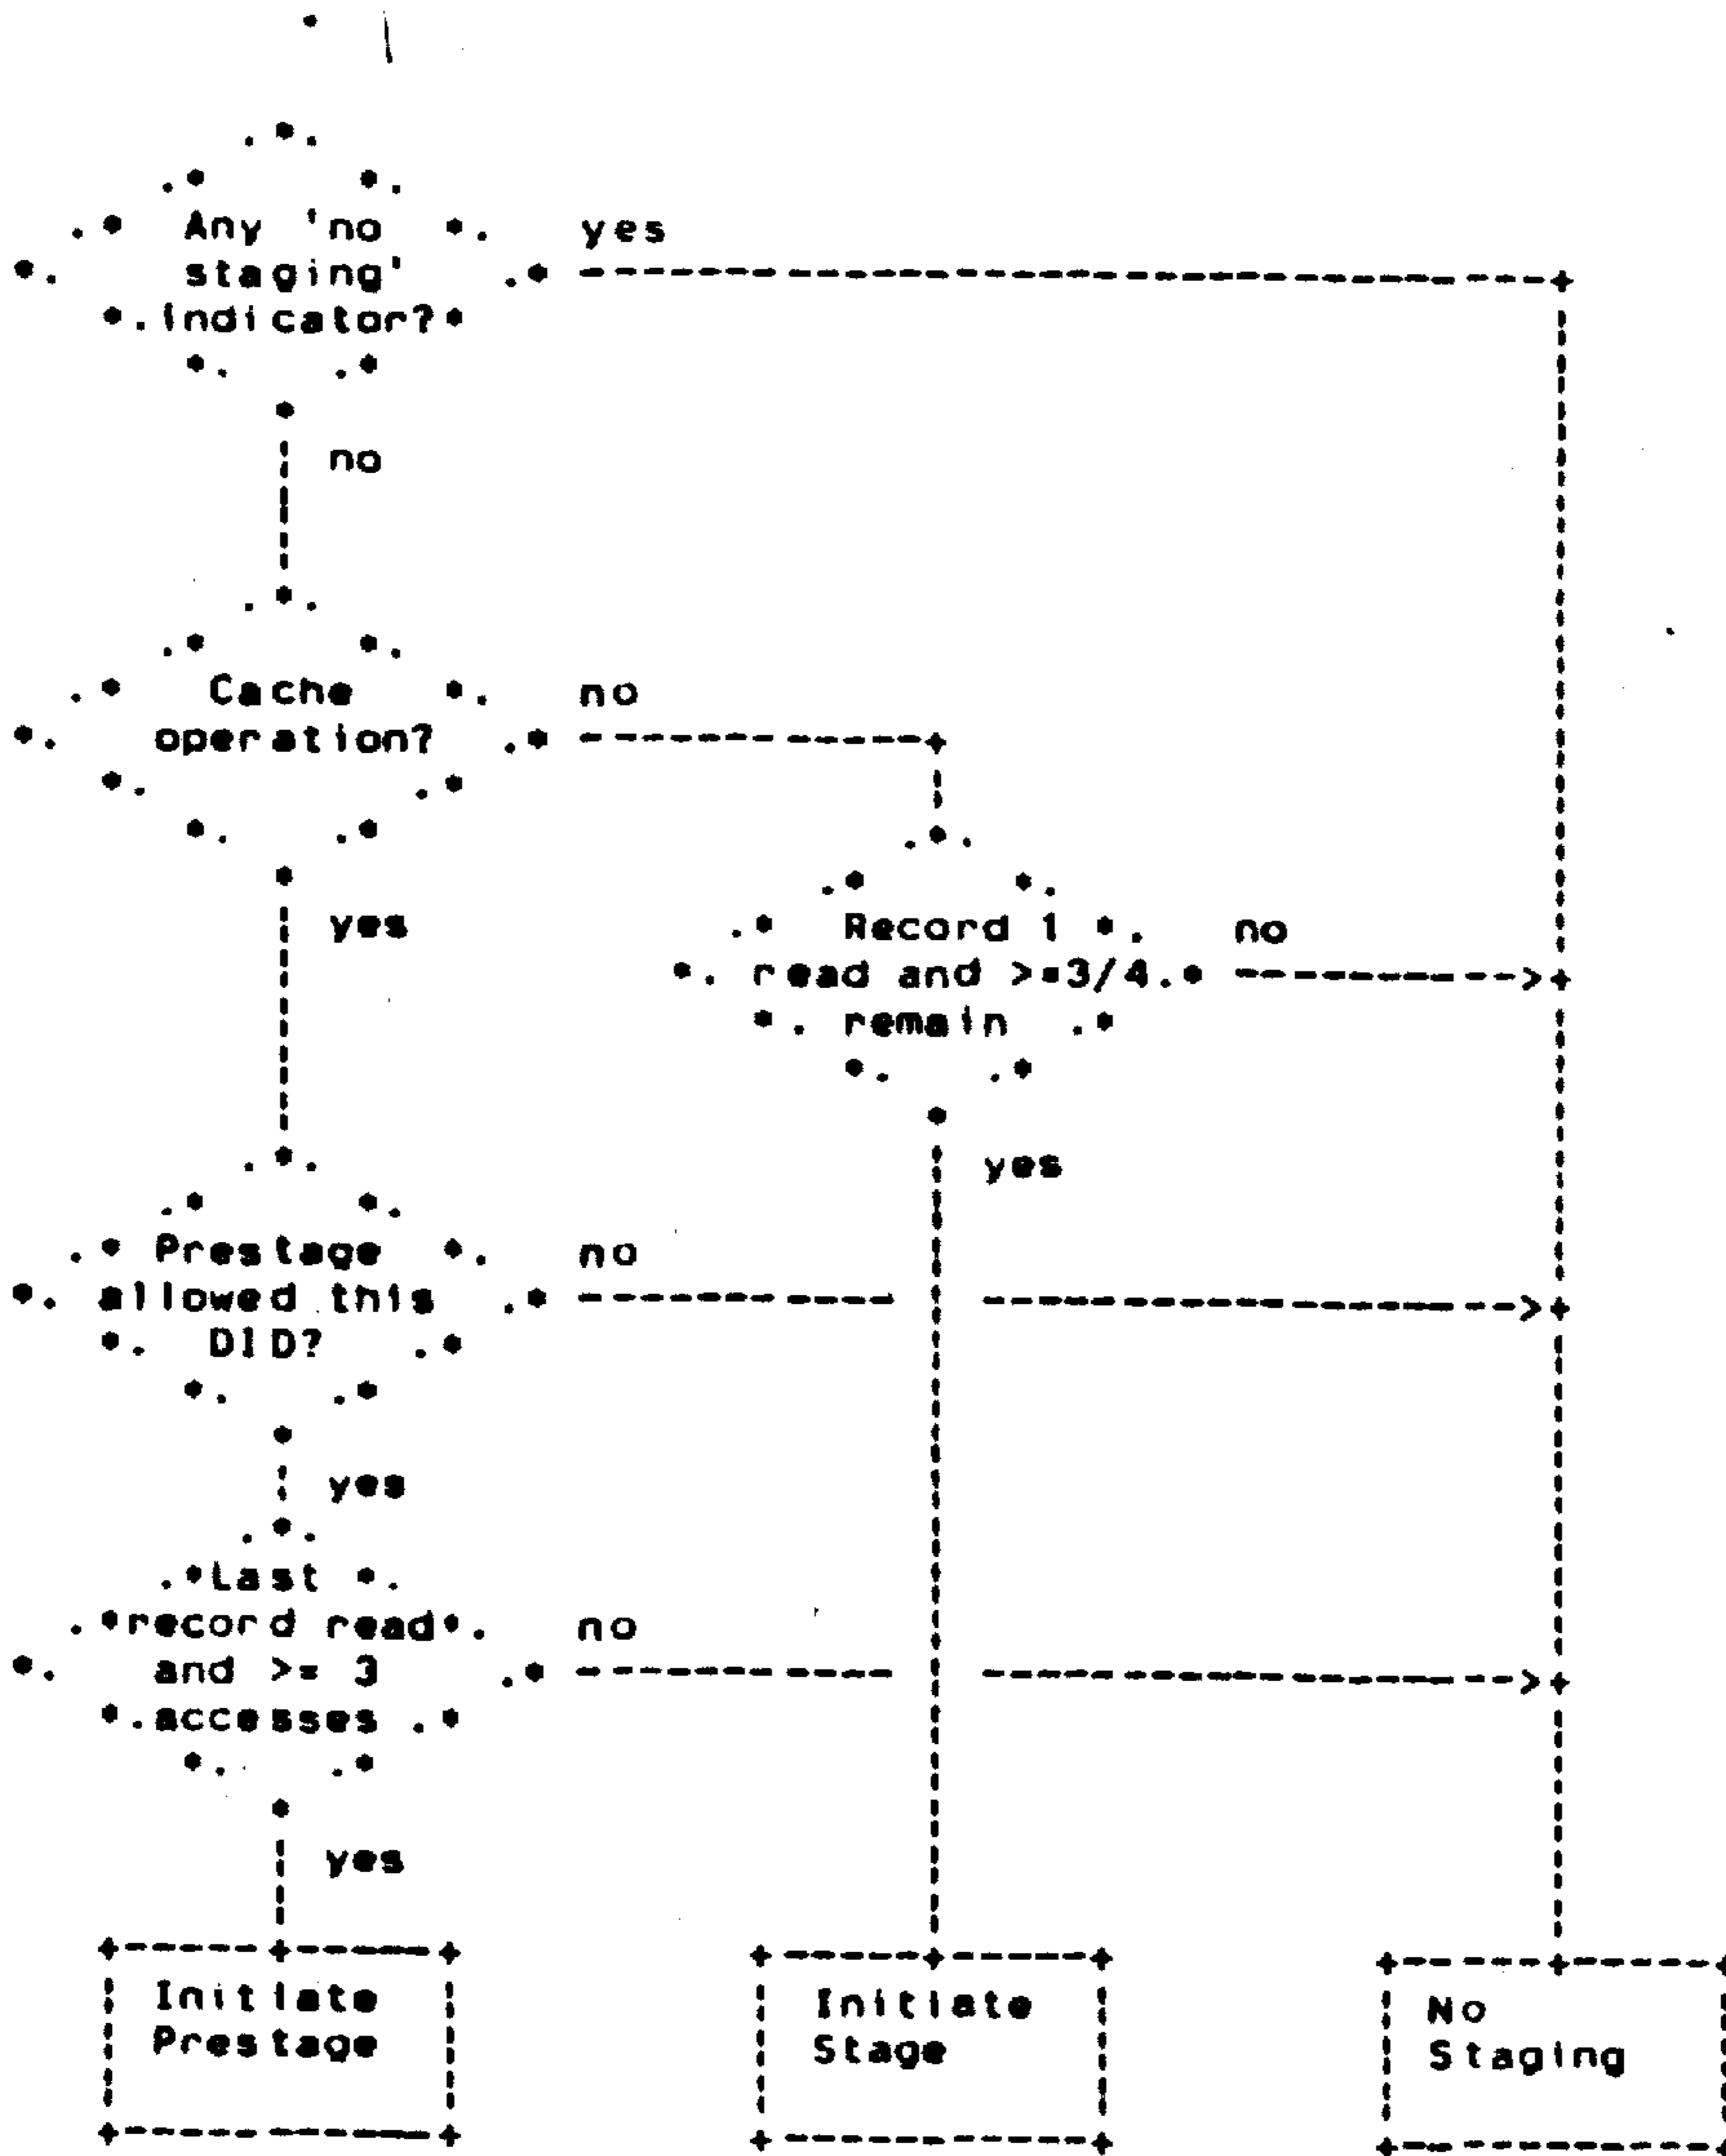 Any 'no
staging'
indicator?
yes
no
Cache
operation?
no
yes
Record 1
read and >=3/4
remain
no
yes
Prestage
allowed this
DID?
no
yes
Last
record read
and >= 3
accesses
no
yes
Initiate
Prestage
Initiate
Stage
No
Staging